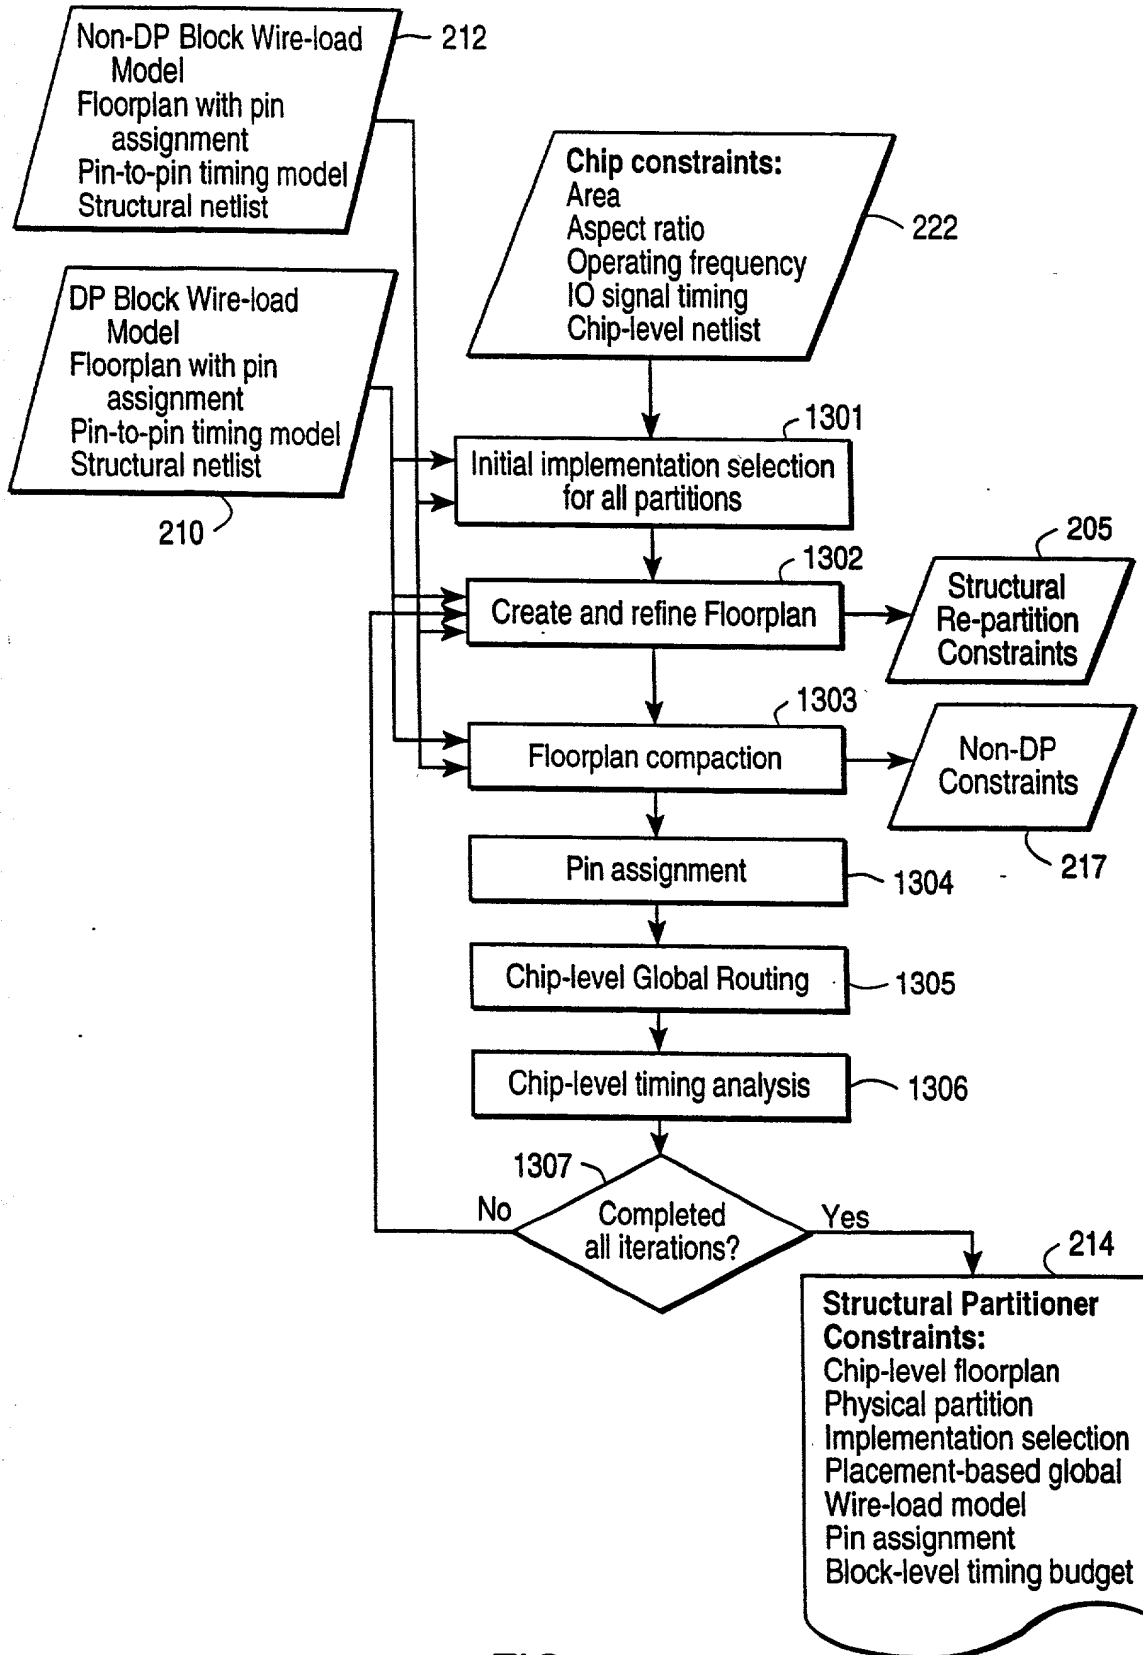 Non-DP Block Wire-load
Model
Floorplan with pin
assignment
Pin-to-pin timing model
Structural netlist
212
Chip constraints:
Area
Aspect ratio
Operating frequency
IO signal timing
Chip-level netlist
222
DP Block Wire-load
Model
Floorplan with pin
assignment
Pin-to-pin timing model
Structural netlist
210
1301
Initial implementation selection
for all partitions
1302
Create and refine Floorplan
205
Structural
Re-partition
Constraints
1303
Floorplan compaction
Non-DP
Constraints
217
Pin assignment
1304
Chip-level Global Routing
1305
Chip-level timing analysis
1306
1307
No
Completed
all iterations?
Yes
214
Structural Partitioner
Constraints:
Chip-level floorplan
Physical partition
Implementation selection
Placement-based global
Wire-load model
Pin assignment
Block-level timing budget